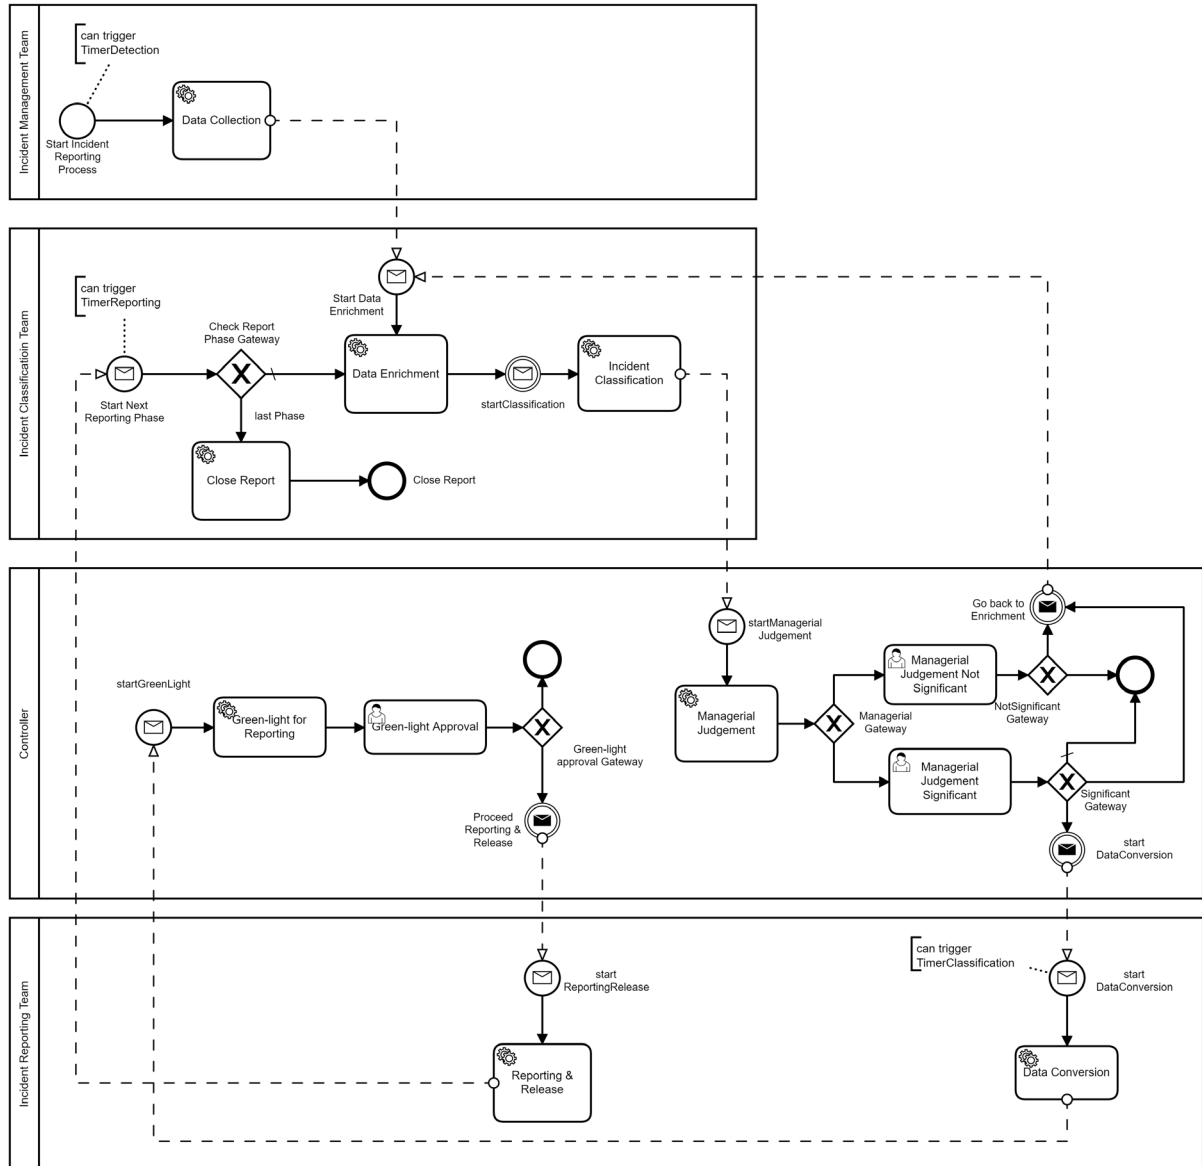 Incident Management Team
can trigger
TimerDetection
Data Collection
Start Incident
Reporting
Process
Incident Classificatioin Team
can trigger
TimerReporting
Start Data
Enrichment
Check Report
Phase Gateway
Data Enrichment
Incident
Classification
startClassification
Start Next
Reporting Phase
last Phase
Close Report
Close Report
Controller
Go back to
Enrichment
startManagerial
Judgement
Managerial
Judgement Not
Significant
startGreenLight
NotSignificant
Gateway
Green-light for
Reporting
Green-light Approval
Managerial
Judgement
Managerial
Gateway
Green-light
approval Gateway
Managerial
Judgement
Significant
Significant
Gateway
Proceed
Reporting &
Release
start
DataConversion
Incident Reporting Team
can trigger
TimerClassification
start
ReportingRelease
start
DataConversion
Reporting &
Release
Data Conversion